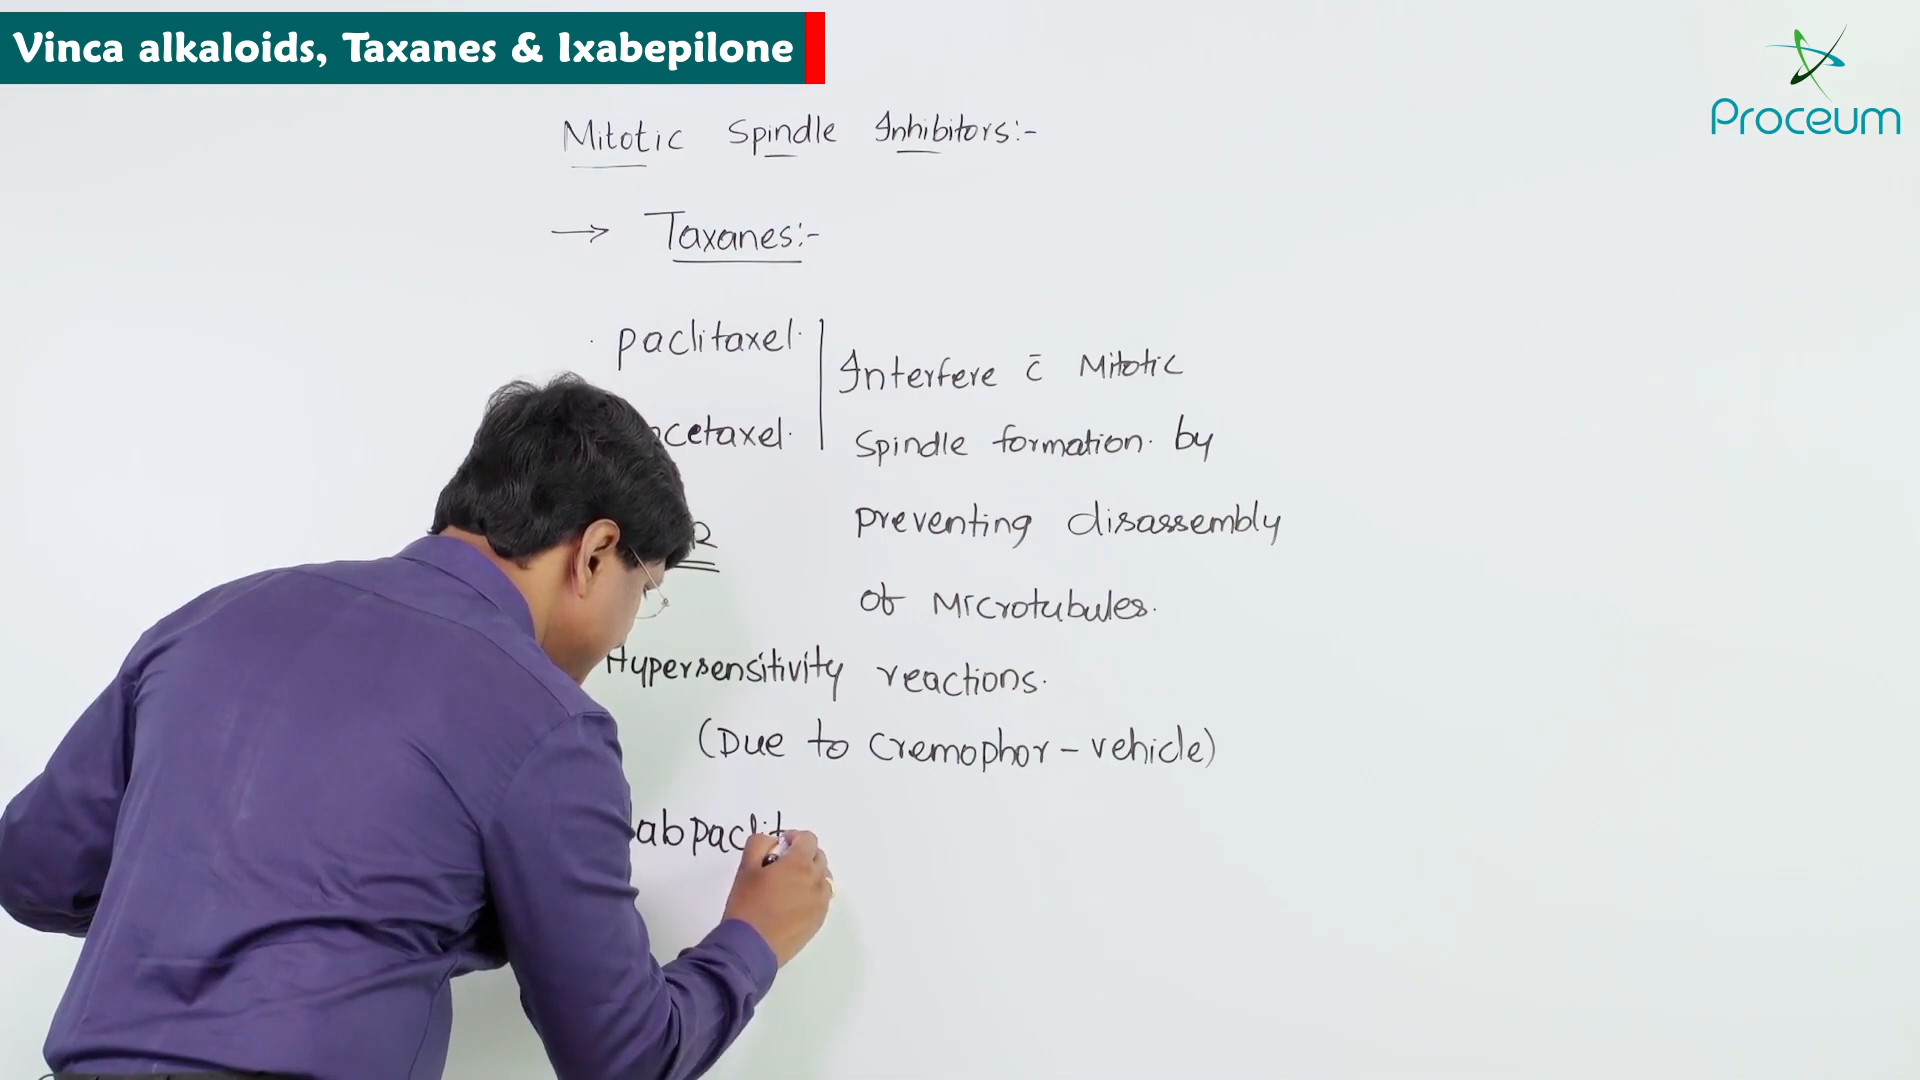 Vinca alkaloids, Taxanes & Ixabepilone
Proceum
Mitotic Spindle Inhibitors:-
→ Taxanes:-
paclitaxel.
Interfere c̄ Mitotic
cetaxel.
Spindle formation. by
preventing disassembly
of Microtubules.
Hypersensitivity reactions.
(Due to Cremophor - vehicle)
abpaclit